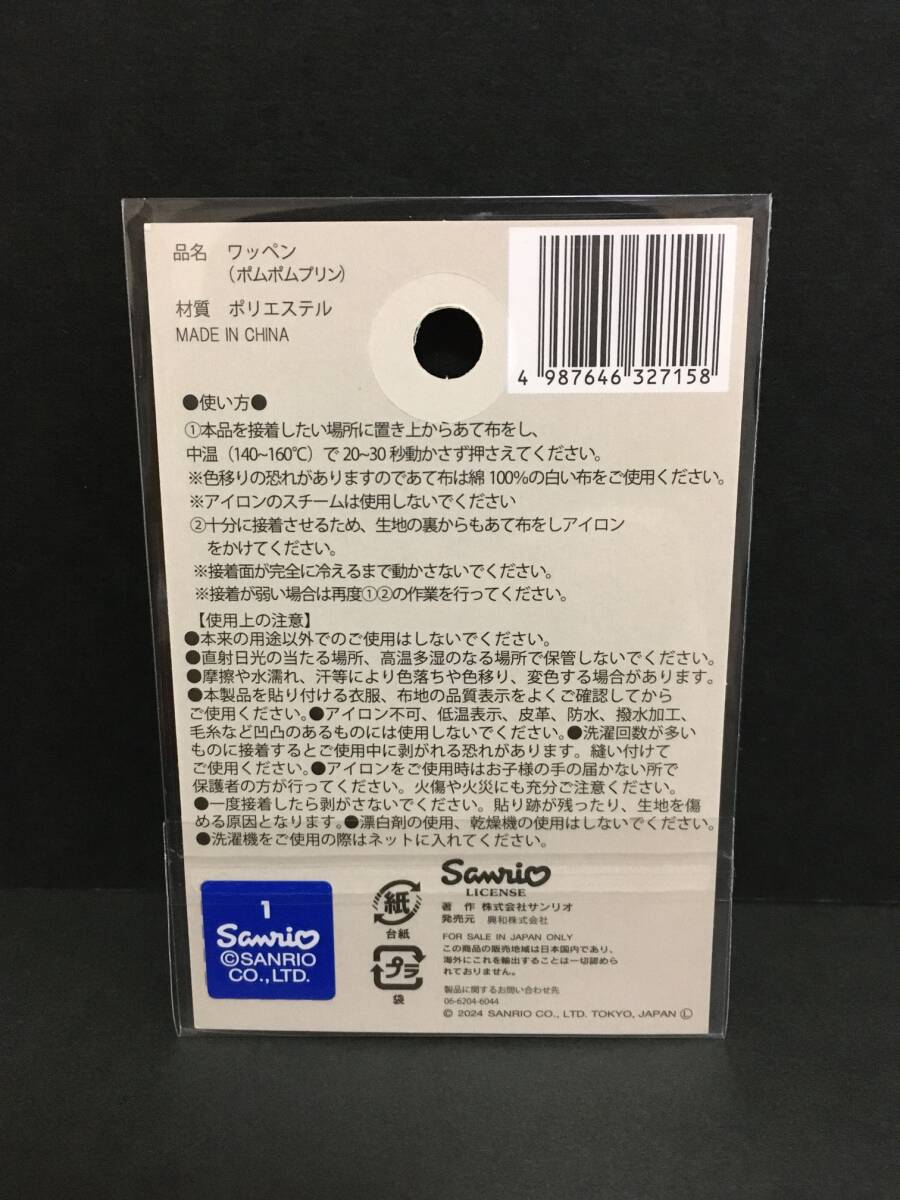 品名 ワッペン
(ポムポムプリン)
材質 ポリエステル
MADE IN CHINA
4 987646 327158
●使い方●
①本品を接着したい場所に置き上からあて布をし、
中温(140~160℃)で20~30秒動かさず押さえてください。
※色移りの恐れがありますのであて布は綿100%の白い布をご使用ください。
※アイロンのスチームは使用しないでください
②十分に接着させるため、生地の裏からもあて布をしアイロン
をかけてください。
※接着面が完全に冷えるまで動かさないでください。
※接着が弱い場合は再度①②の作業を行ってください。
【使用上の注意】
●本来の用途以外でのご使用はしないでください。
●直射日光の当たる場所、高温多湿のなる場所で保管しないでください。
●摩擦や水濡れ、汗等により色落ちや色移り、変色する場合があります。
●本製品を貼り付ける衣服、布地の品質表示をよくご確認してから
ご使用ください。●アイロン不可、低温表示、皮革、防水、撥水加工、
毛糸など凹凸のあるものには使用しないでください。●洗濯回数が多い
ものに接着するとご使用中に剥がれる恐れがあります。縫い付けて
ご使用ください。●アイロンをご使用時はお子様の手の届かない所で
保護者の方が行ってください。火傷や火災にも充分ご注意ください。
●一度接着したら剥がさないでください。貼り跡が残ったり、生地を傷
める原因となります。●漂白剤の使用、乾燥機の使用はしないでください。
●洗濯機をご使用の際はネットに入れてください。
1
Sanrio
©SANRIO
CO.,LTD.
紙
台紙
プラ
袋
Sanrio
LICENSE
著 作 株式会社サンリオ
発売元 興和株式会社
FOR SALE IN JAPAN ONLY
この商品の販売地域は日本国内であり、
海外にこれを輸出することは一切認めら
れておりません。
製品に関するお問い合わせ先
06-6204-6044
© 2024 SANRIO CO., LTD. TOKYO, JAPAN Ⓛ